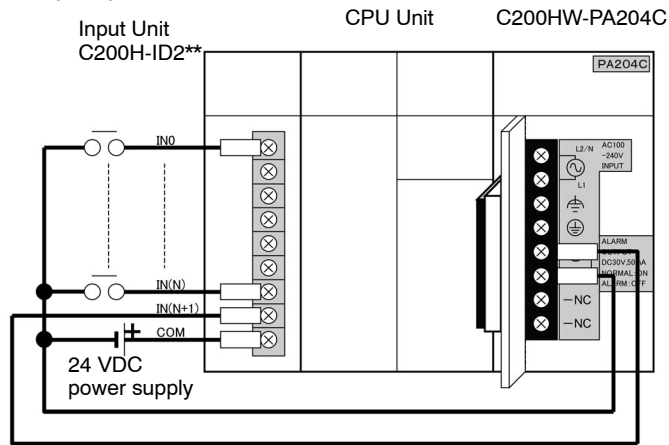 Input Unit
C200H-ID2**
CPU Unit
C200HW-PA204C
PA204C
IN0
IN(N)
IN(N+1)
COM
24 VDC
power supply
L2/N
AC100
-240V
INPUT
L1
ALARM
DC30V,50
NORMAL:ON
ALARM:OFF
-NC
-NC